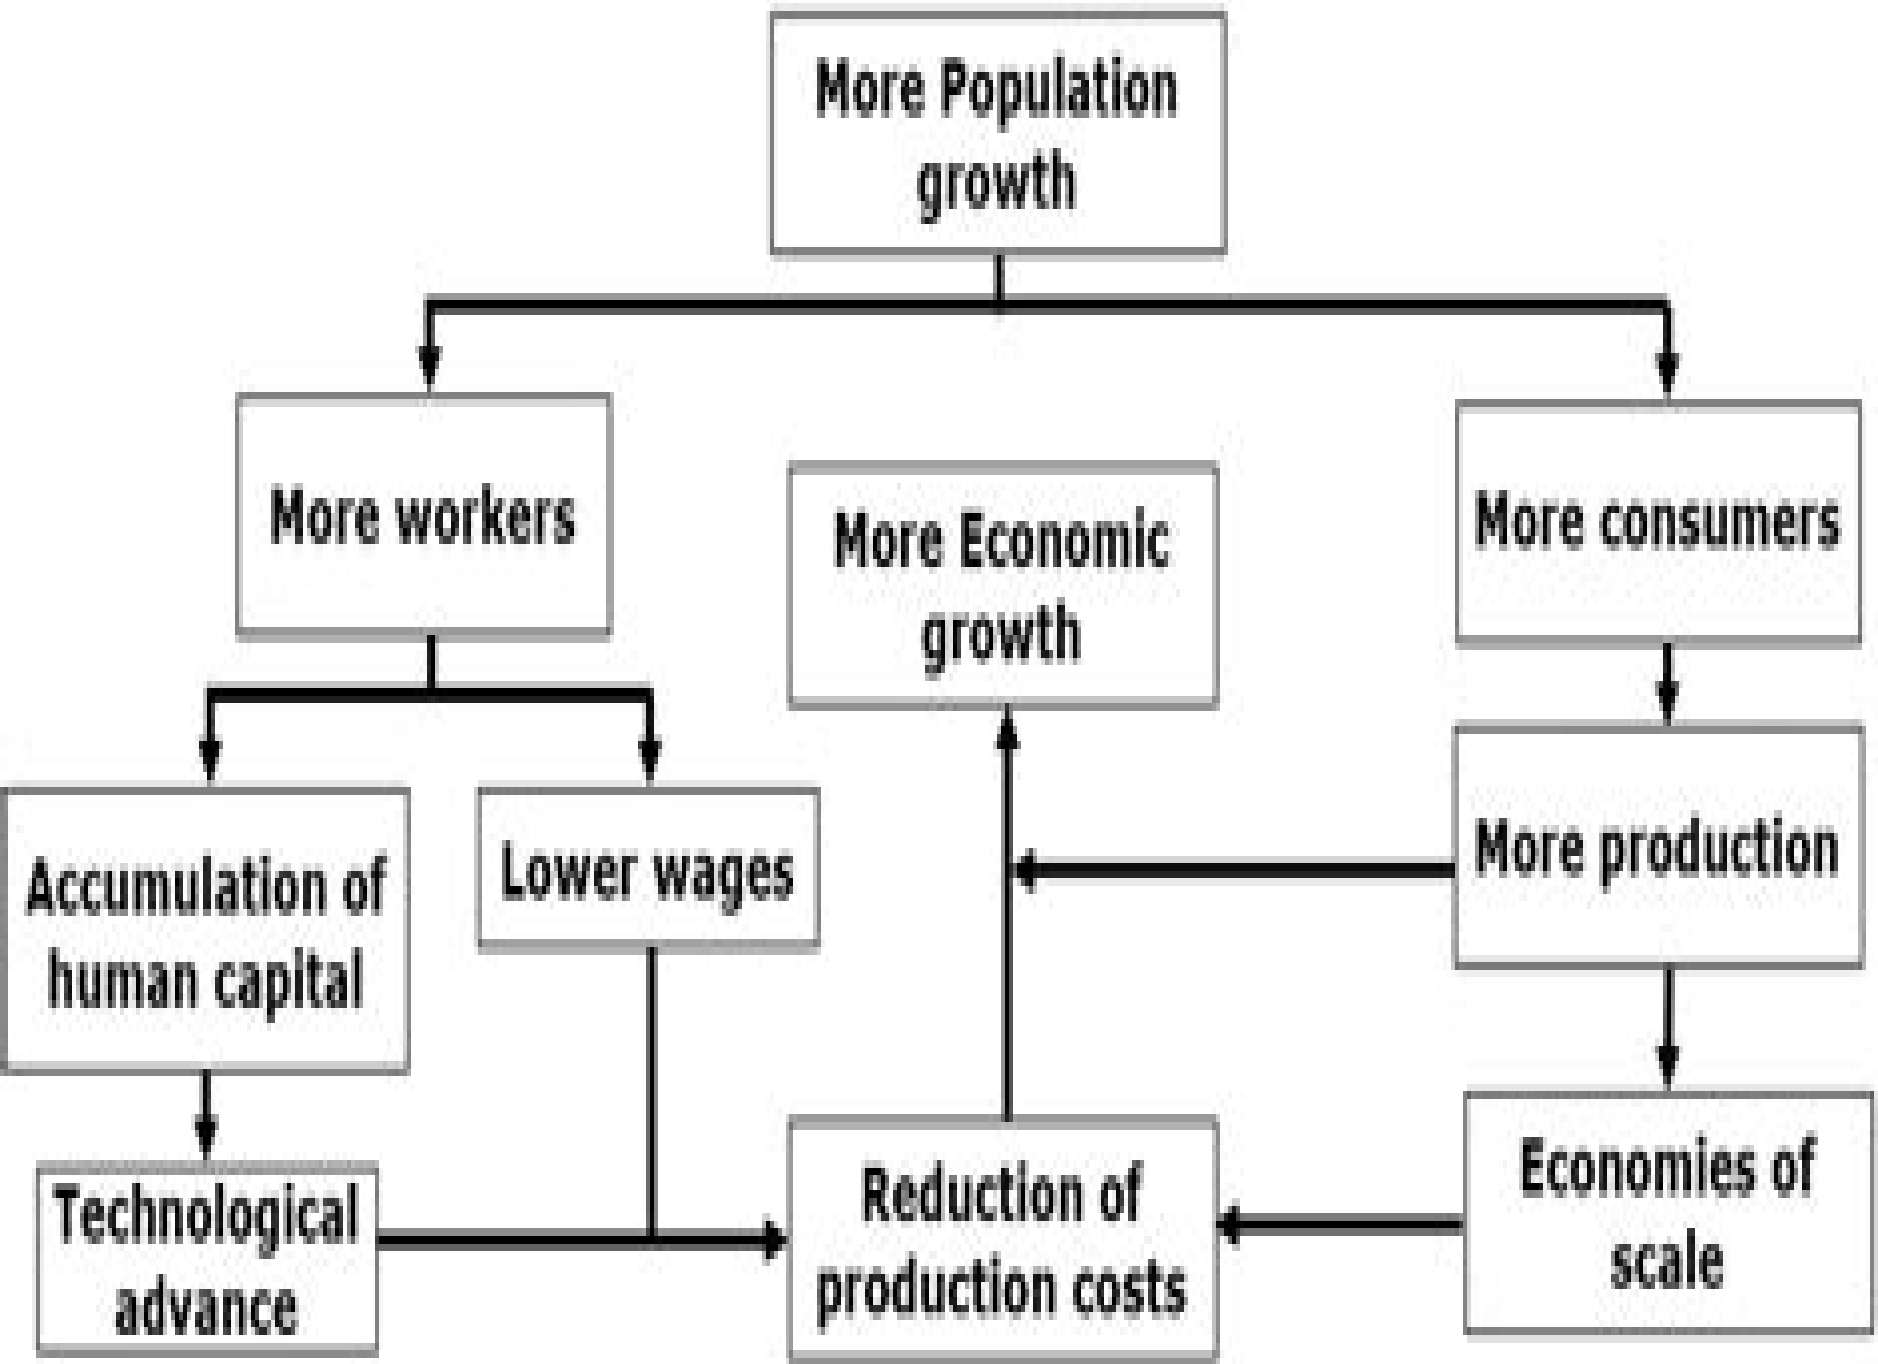 More Population
growth
More workers
More Economic
growth
More consumers
Accumulation of
human capital
Lower wages
More production
Technological
advance
Reduction of
production costs
Economies of
scale